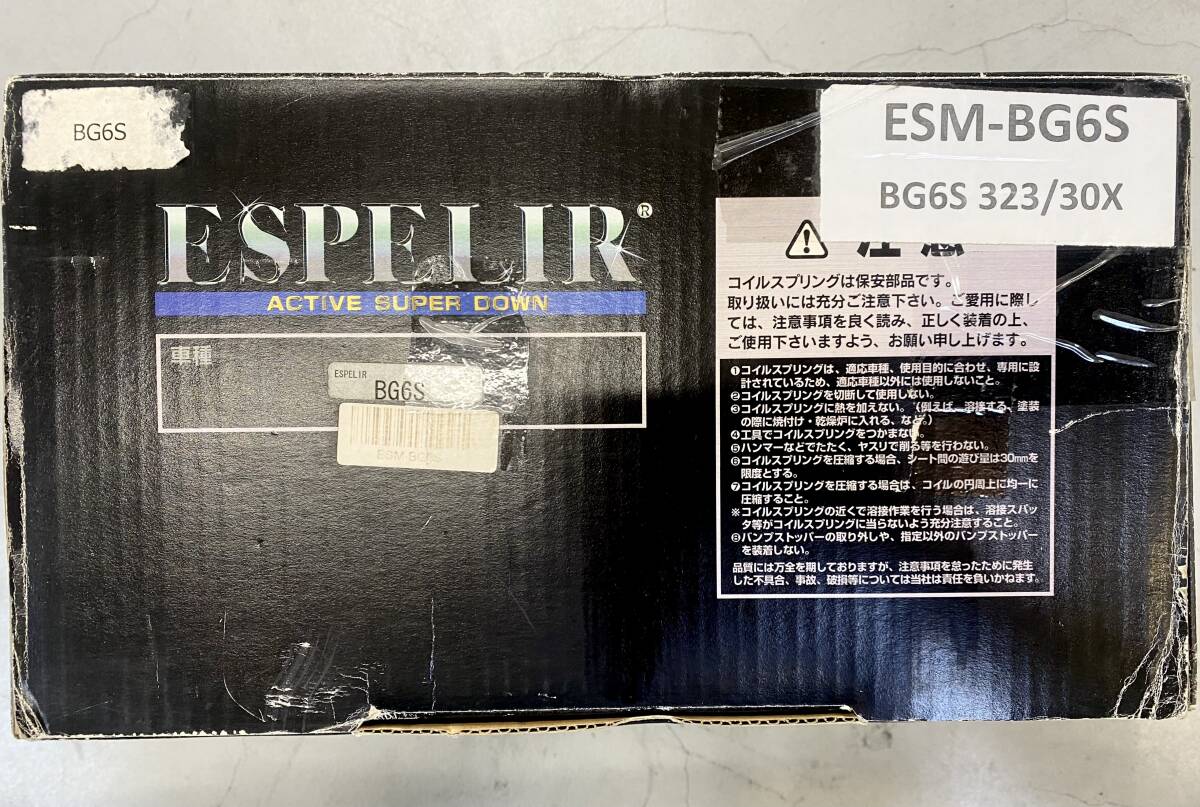 BG6S
ESM-BG6S
BG6S 323/30X
ESPELIR®
ACTIVE SUPER DOWN
車種
ESPELIR
BG6S
ESM-BG6S
注意
コイルスプリングは保安部品です。
取り扱いには充分ご注意下さい。ご愛用に際し
ては、注意事項を良く読み、正しく装着の上、
ご使用下さいますよう、お願い申し上げます。
❶コイルスプリングは、適応車種、使用目的に合わせ、専用に設
計されているため、適応車種以外には使用しないこと。
❷コイルスプリングを切断して使用しない。
❸コイルスプリングに熱を加えない。(例えば、溶接する、塗装
の際に焼付け・乾燥炉に入れる、など。)
❹工具でコイルスプリングをつかまない。
❺ハンマーなどでたたく、ヤスリで削る等を行わない。
❻コイルスプリングを圧縮する場合、シート間の遊び量は30mmを
限度とする。
❼コイルスプリングを圧縮する場合は、コイルの円周上に均一に
圧縮すること。
※コイルスプリングの近くで溶接作業を行う場合は、溶接スパッ
タ等がコイルスプリングに当らないよう充分注意すること。
❽バンプストッパーの取り外しや、指定以外のバンプストッパー
を装着しない。
品質には万全を期しておりますが、注意事項を怠ったために発生
した不具合、事故、破損等については当社は責任を負いかねます。